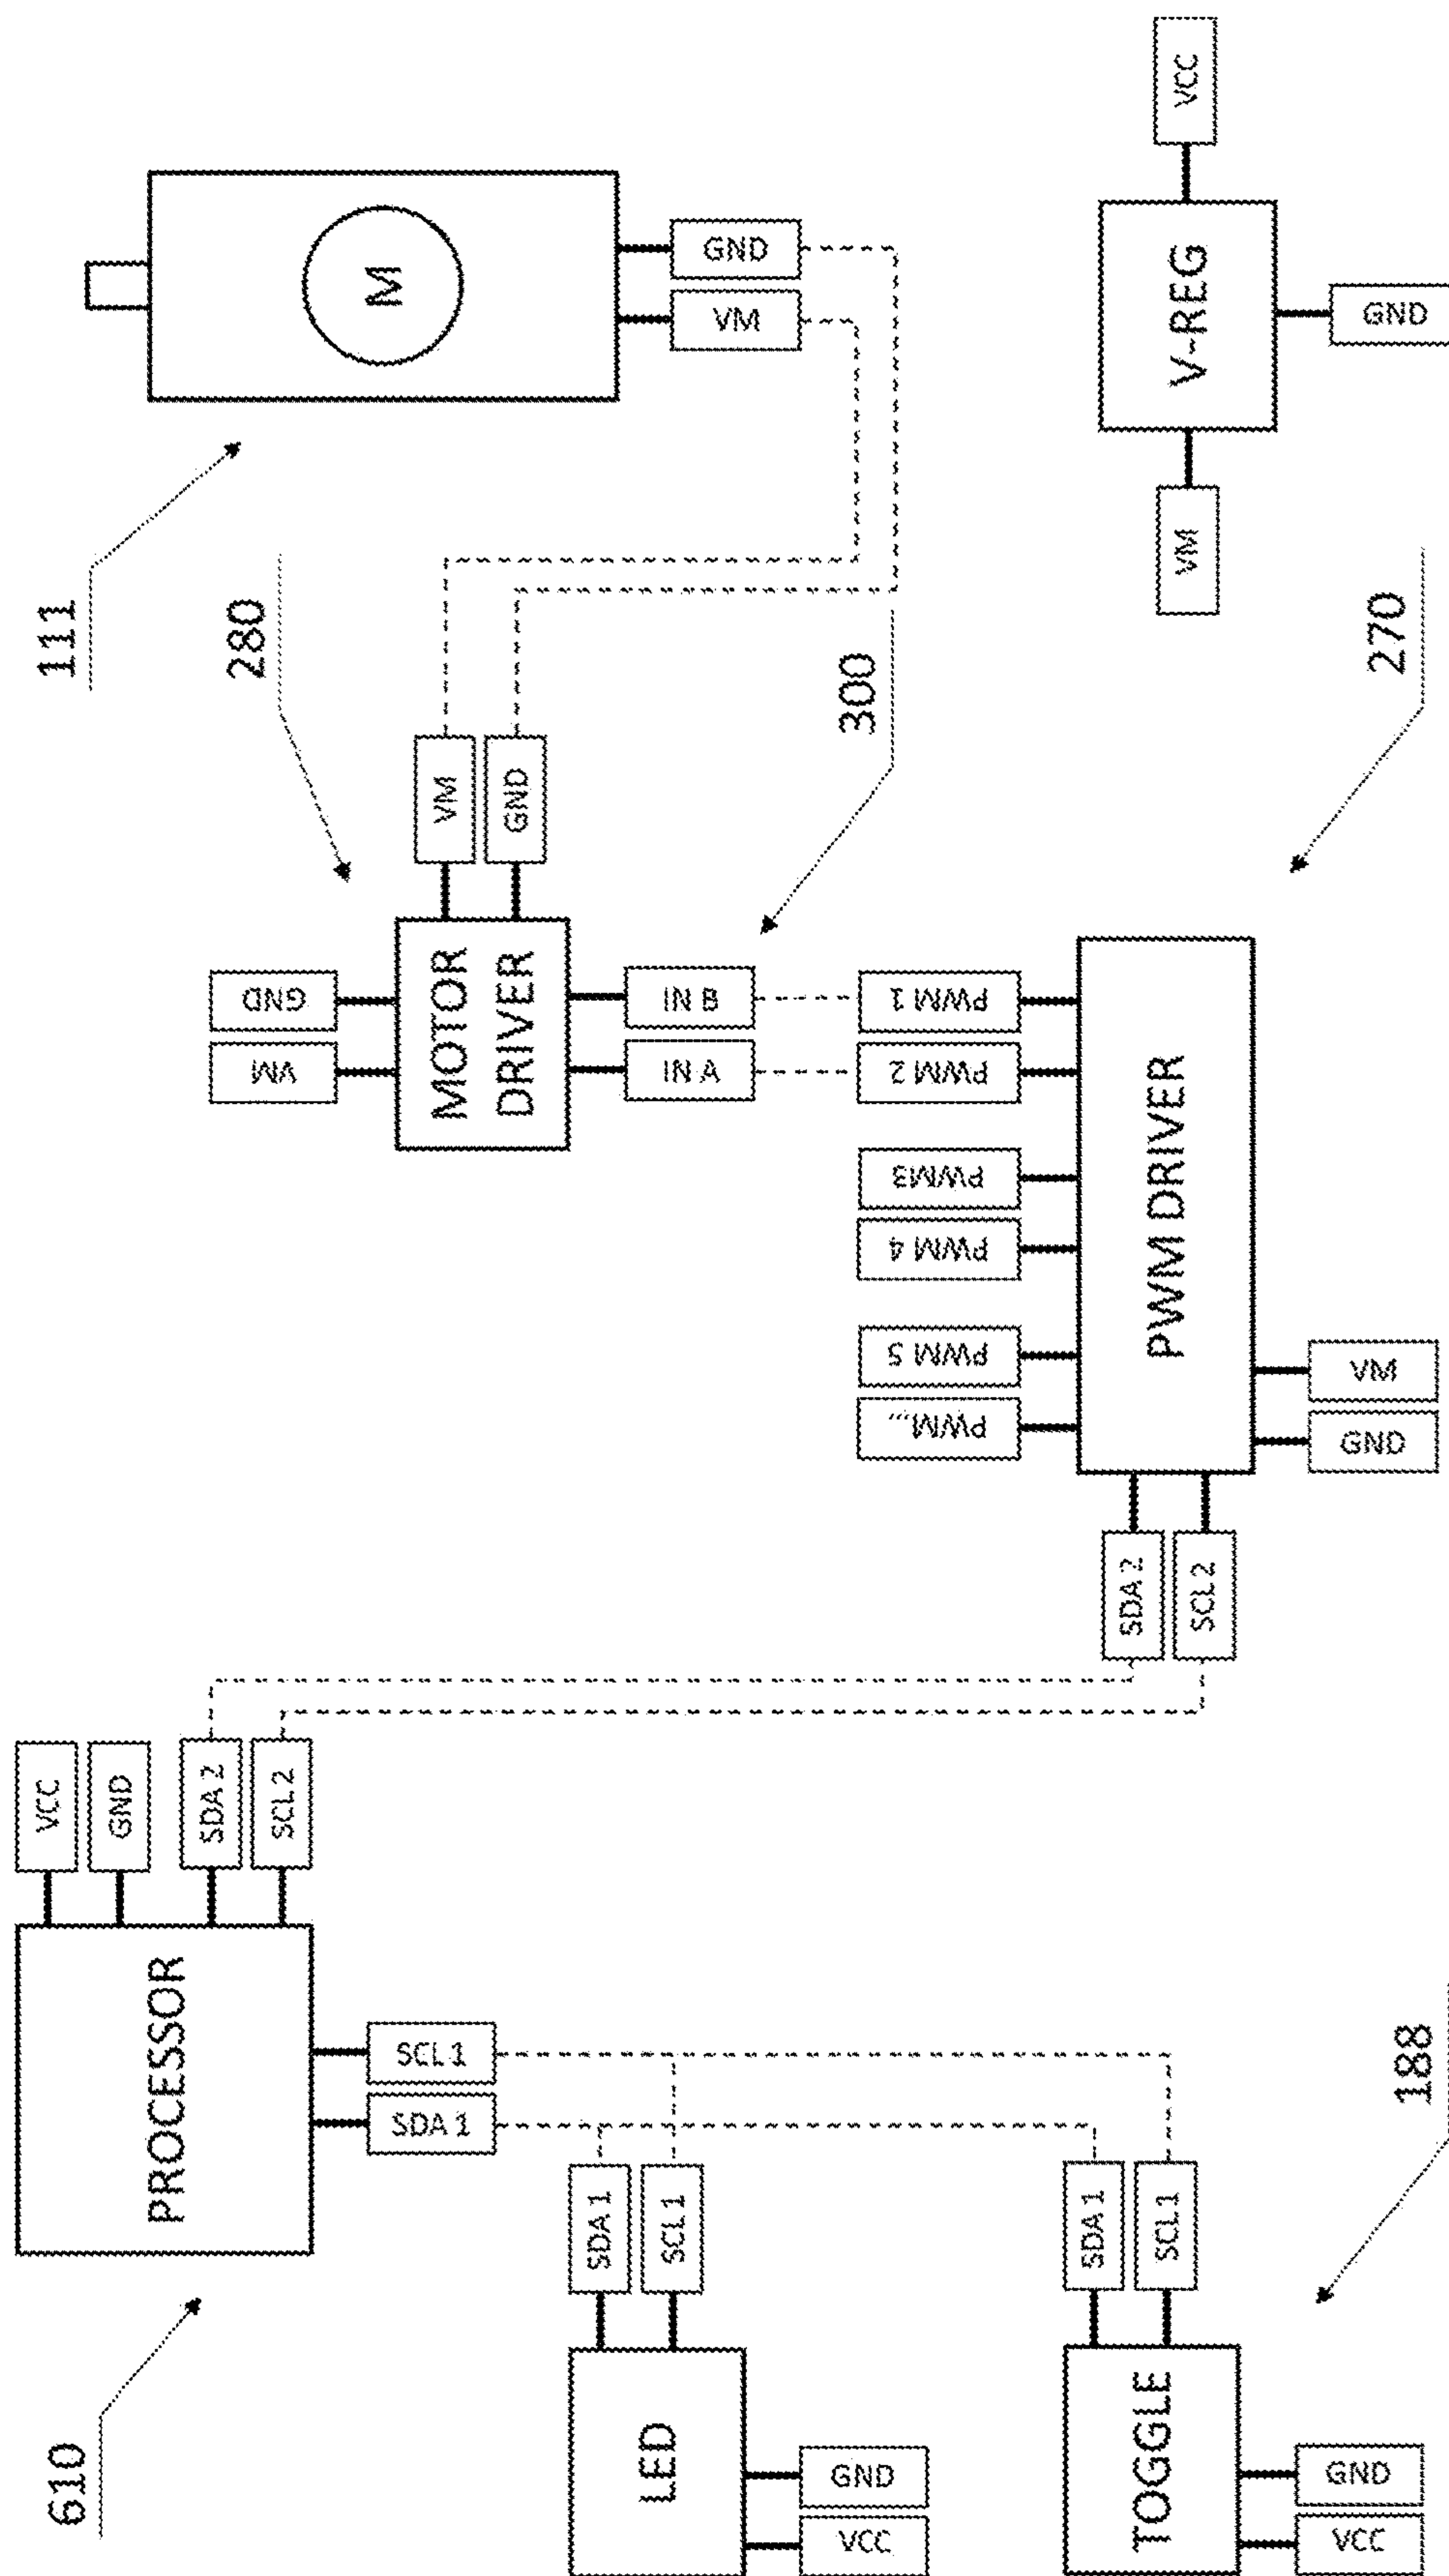 610
PROCESSOR
VCC
GND
SDA 2
SCL 2
SCL 1
SDA 1
111
M
GND
VM
280
GND
VM
MOTOR
DRIVER
VM
GND
IN B
IN A
300
LED
SDA 1
SCL 1
GND
VCC
PWM 1
PWM 2
PWM3
PWM 4
PWM 5
PWM...
PWM DRIVER
SDA 2
SCL 2
VM
GND
270
VM
V-REG
VCC
GND
TOGGLE
SDA 1
SCL 1
GND
VCC
188